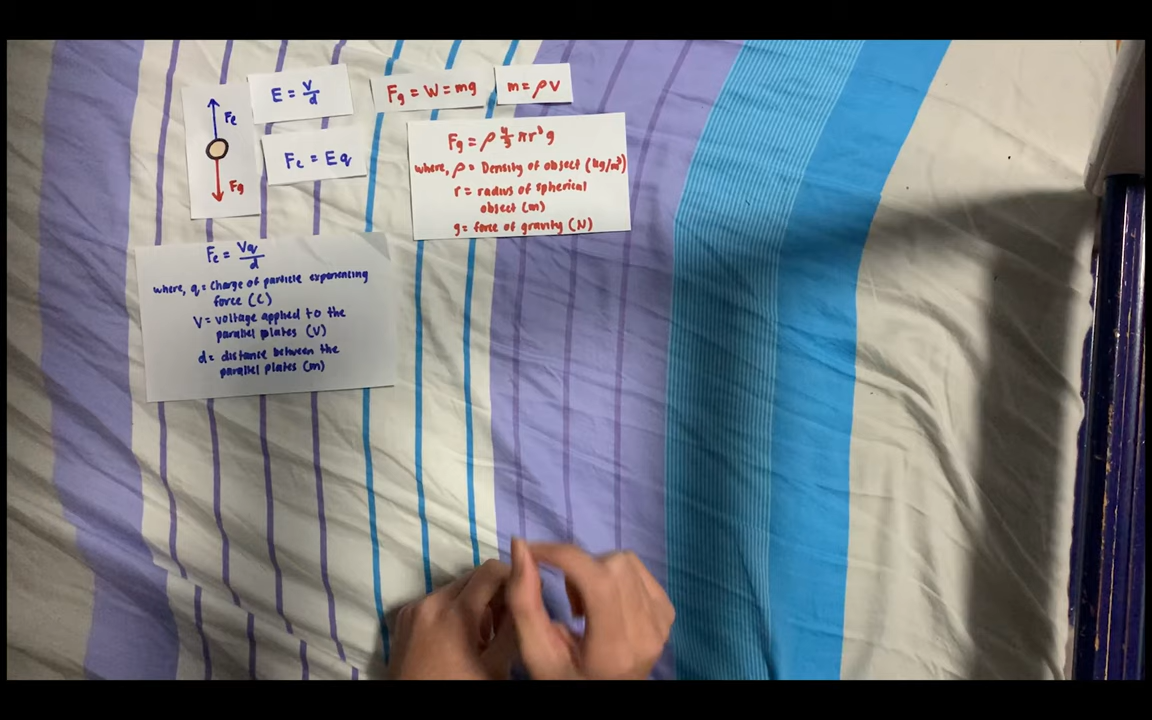 Fe
Fg
E = V/d
Fe = Eq
Fg = W = mg
m = ρV
Fg = ρ 4/3 πr³g
where, ρ = Density of object (kg/m³)
r = radius of spherical
object (m)
g = force of gravity (N)
Fe = Vq/d
where, q = Charge of particle experiencing
force (C)
V = voltage applied to the
parallel plates (V)
d = distance between the
parallel plates (m)